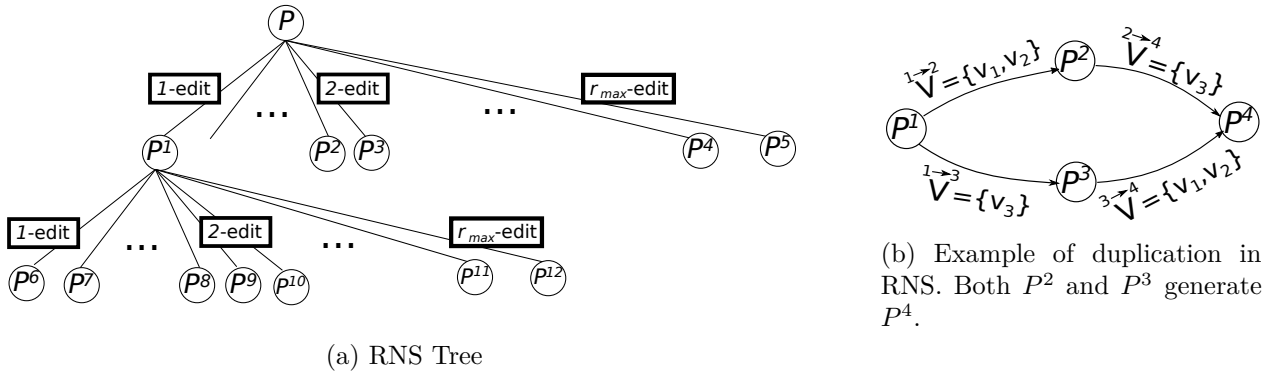 P
1-edit
2-edit
r_max-edit
...
...
P^1
P^2
P^3
P^4
P^5
1-edit
2-edit
r_max-edit
...
...
P^6
P^7
P^8
P^9
P^10
P^11
P^12
(a) RNS Tree
1→2 V={v_1,v_2}
P^2
2→4 V={v_3}
P^1
P^4
1→3 V={v_3}
P^3
3→4 V={v_1,v_2}
(b) Example of duplication in
RNS. Both P^2 and P^3 generate
P^4.